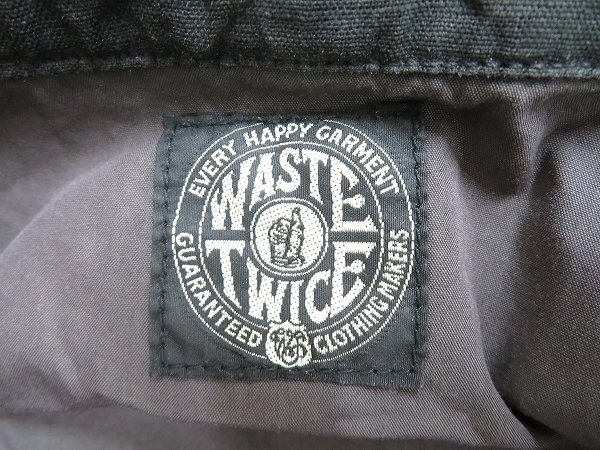 EVERY HAPPY GARMENT
WASTE
TWICE
GUARANTEED CLOTHING MAKERS